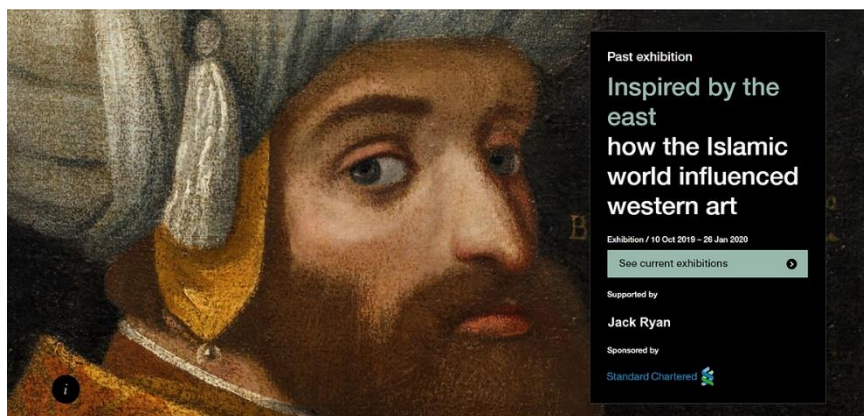 Past exhibition
Inspired by the
east
how the Islamic
world influenced
western art
Exhibition / 10 Oct 2019 – 26 Jan 2020
See current exhibitions
Supported by
Jack Ryan
Sponsored by
Standard Chartered
i